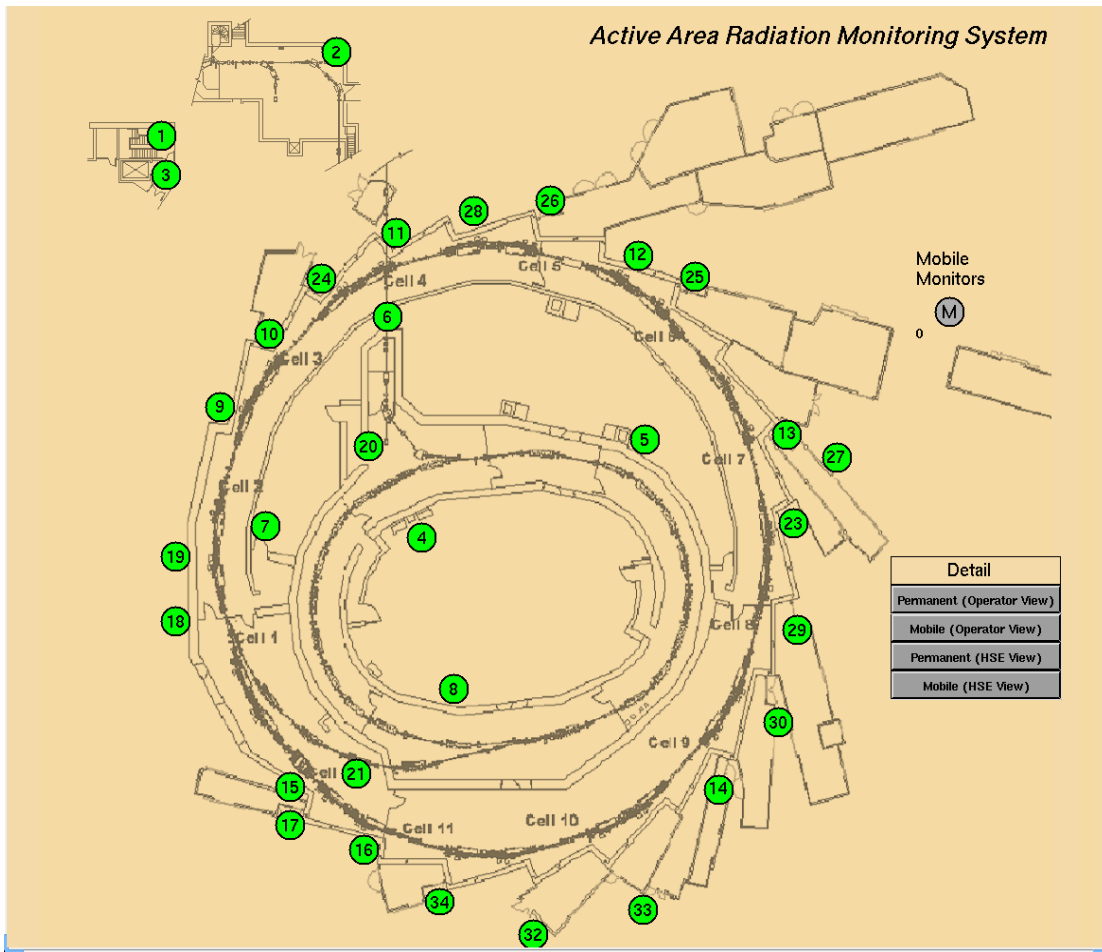 Active Area Radiation Monitoring System
2
1
3
28
26
11
12
24
25
Cell 5
Cell 4
Mobile
Monitors
M
0
6
10
Cell 6
Cell 3
9
20
5
13
27
Cell 7
Cell 2
7
4
23
19
Detail
Permanent (Operator View)
Mobile (Operator View)
Permanent (HSE View)
Mobile (HSE View)
18
Cell 1
Cell 8
29
8
30
Cell 9
Cell
21
15
14
17
Cell 11
Cell 10
16
34
33
32